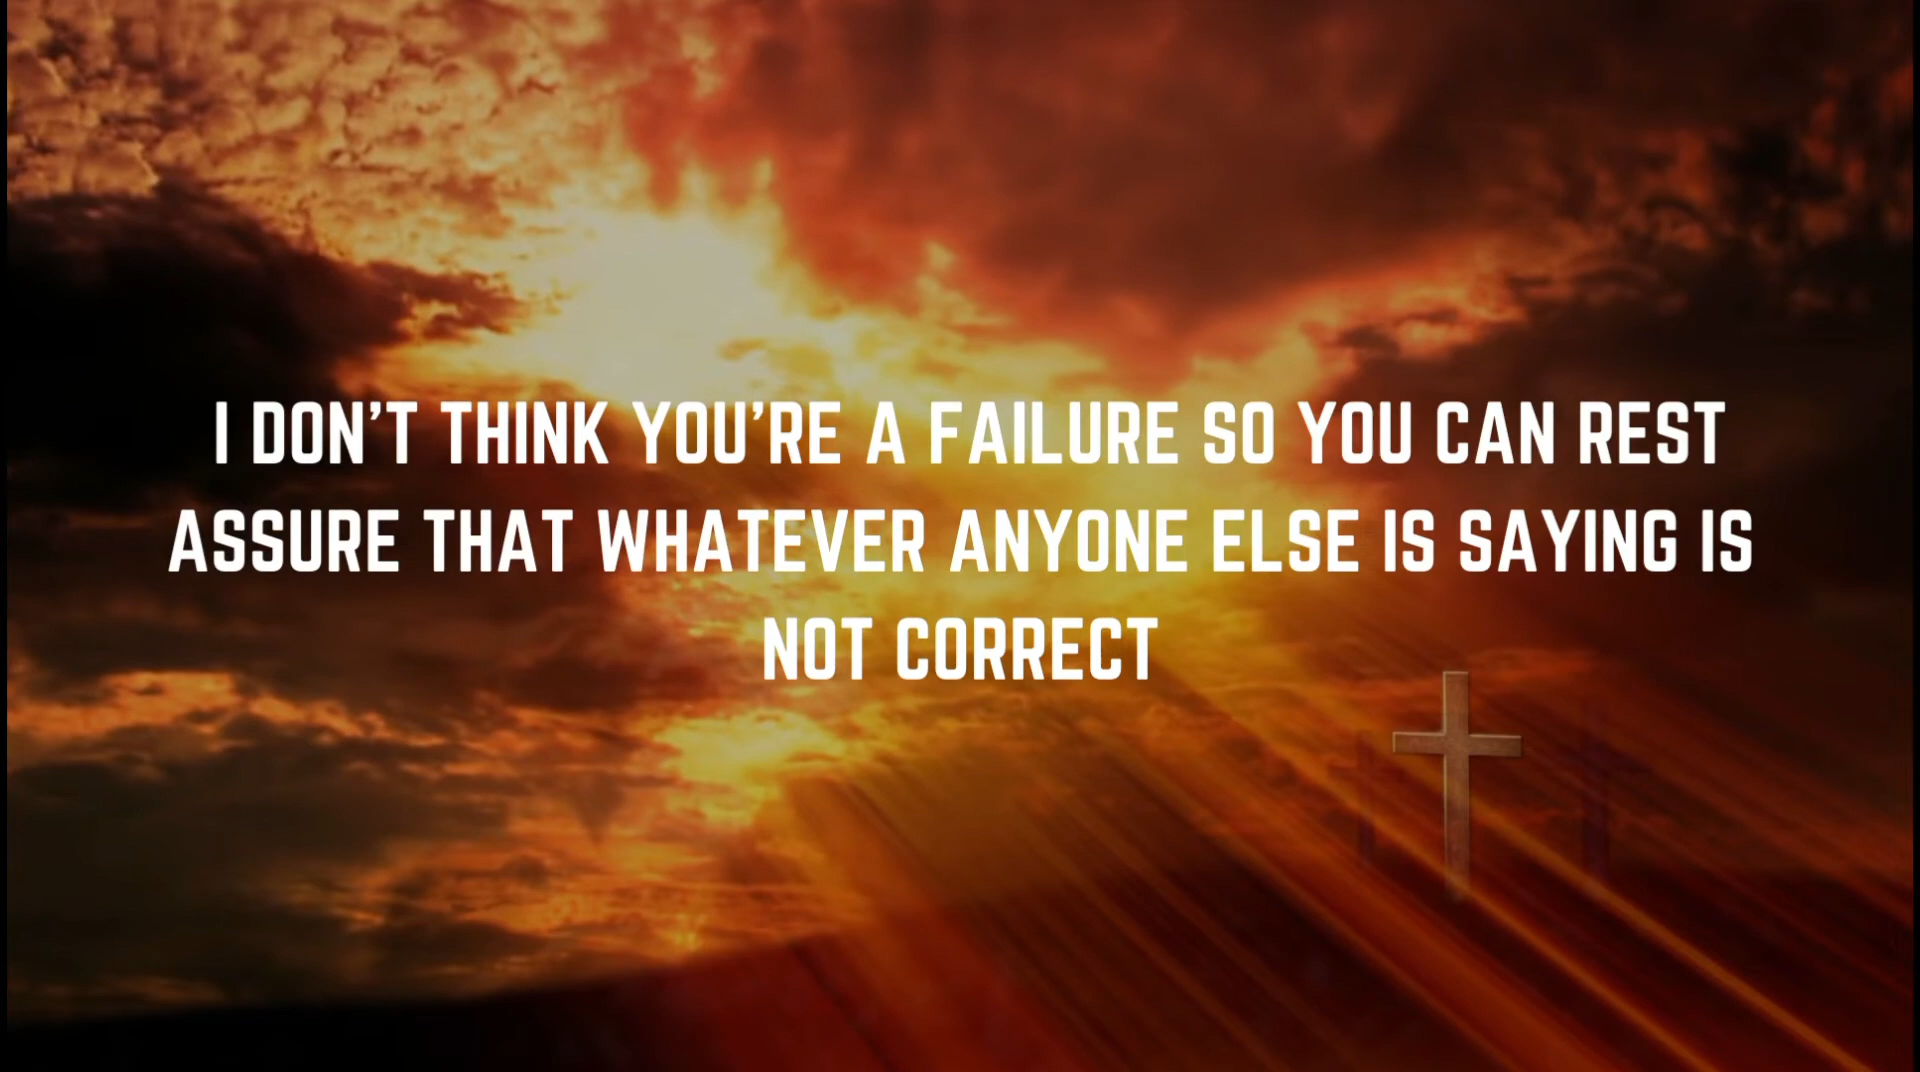 I DON'T THINK YOU'RE A FAILURE SO YOU CAN REST
ASSURE THAT WHATEVER ANYONE ELSE IS SAYING IS
NOT CORRECT